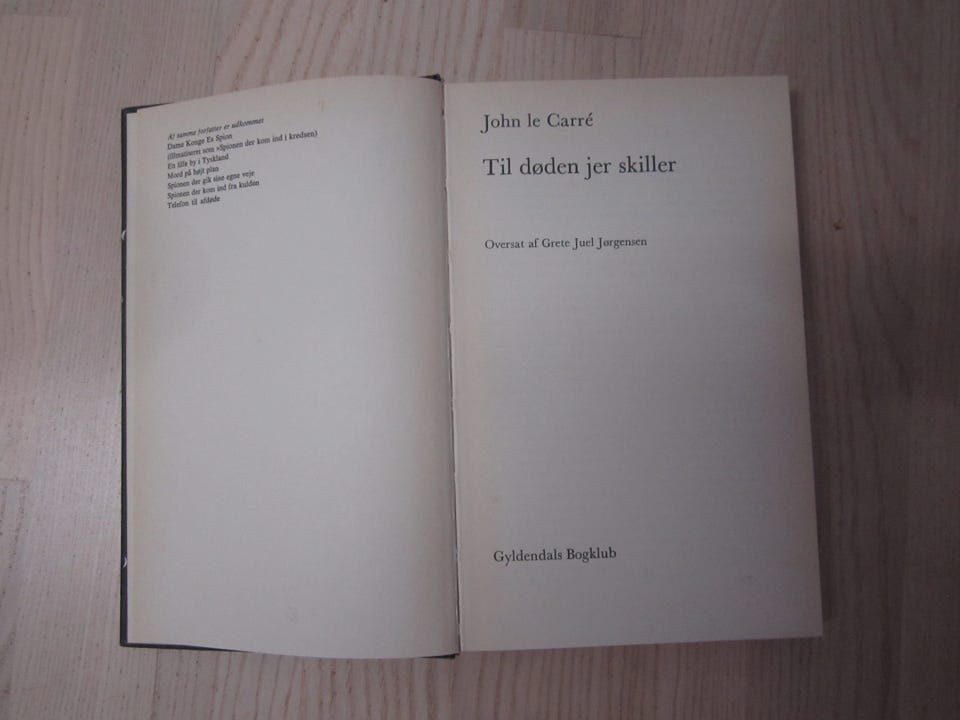 Af samme forfatter er udkommet
Dame Konge Es Spion
(filmatiseret som »Spionen der kom ind i kredsen)
En lille by i Tyskland
Mord på højt plan
Spionen der gik sine egne veje
Spionen der kom ind fra kulden
Telefon til afdøde
John le Carré
Til døden jer skiller
Oversat af Grete Juel Jørgensen
Gyldendals Bogklub